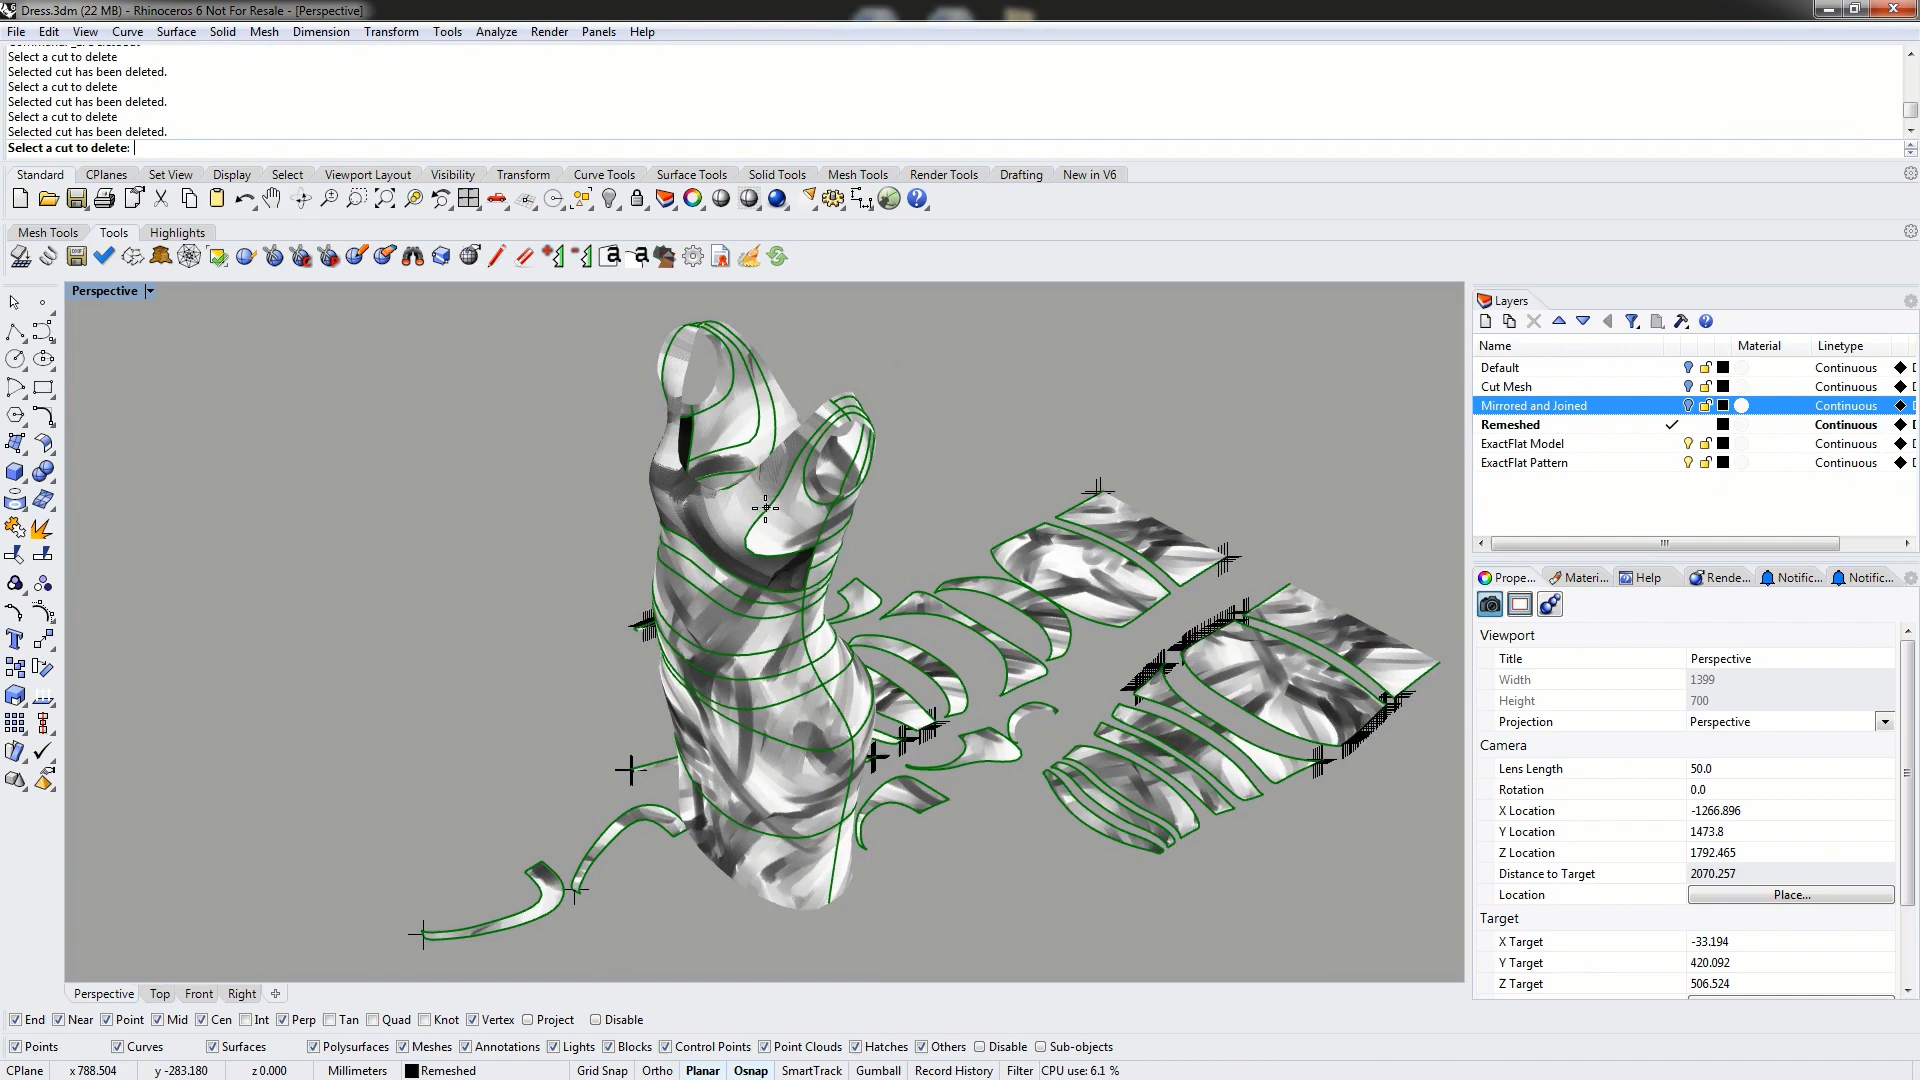 Dress.3dm (22 MB) - Rhinoceros 6 Not For Resale - [Perspective]
File Edit View Curve Surface Solid Mesh Dimension Transform Tools Analyze Render Panels Help
Select a cut to delete
Selected cut has been deleted.
Select a cut to delete
Selected cut has been deleted.
Select a cut to delete
Selected cut has been deleted.
Select a cut to delete:
Standard CPlanes Set View Display Select Viewport Layout Visibility Transform Curve Tools Surface Tools Solid Tools Mesh Tools Render Tools Drafting New in V6
Mesh Tools Tools Highlights
Perspective
Layers
Name Material Linetype
Default Continuous
Cut Mesh Continuous
Mirrored and Joined Continuous
Remeshed Continuous
ExactFlat Model Continuous
ExactFlat Pattern Continuous
Prope... Materi... Help Rende... Notific... Notific...
Viewport
Title Perspective
Width 1399
Height 700
Projection Perspective
Camera
Lens Length 50.0
Rotation 0.0
X Location -1266.896
Y Location 1473.8
Z Location 1792.465
Distance to Target 2070.257
Location Place...
Target
X Target -33.194
Y Target 420.092
Z Target 506.524
Perspective Top Front Right
End Near Point Mid Cen Int Perp Tan Quad Knot Vertex Project Disable
Points Curves Surfaces Polysurfaces Meshes Annotations Lights Blocks Control Points Point Clouds Hatches Others Disable Sub-objects
CPlane x 788.504 y -283.180 z 0.000 Millimeters Remeshed Grid Snap Ortho Planar Osnap SmartTrack Gumball Record History Filter CPU use: 6.1 %